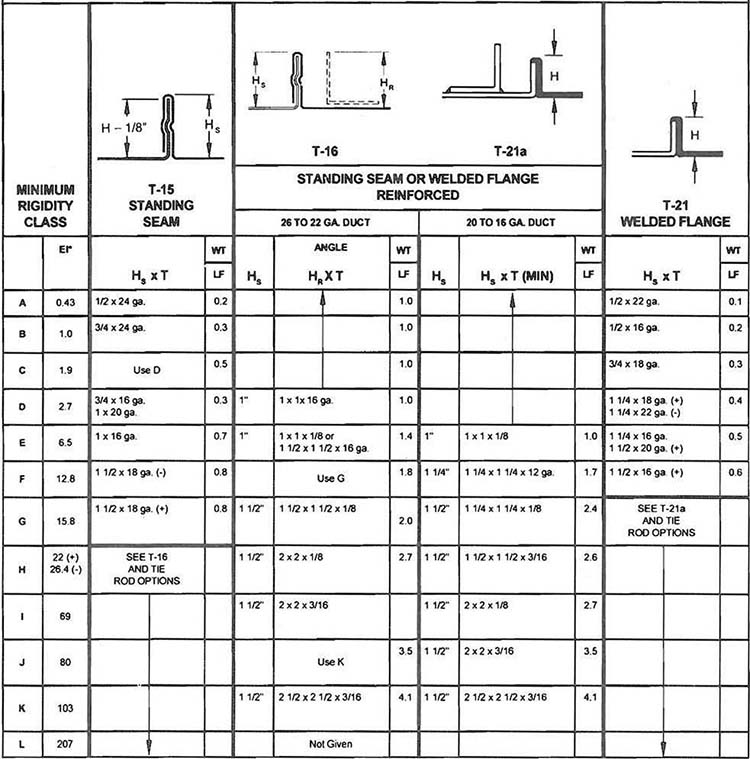 H – 1/8"
H_S
H_S
H_R
H
H
T-16
T-21a
MINIMUM
RIGIDITY
CLASS
T-15
STANDING
SEAM
STANDING SEAM OR WELDED FLANGE
REINFORCED
T-21
WELDED FLANGE
26 TO 22 GA. DUCT
20 TO 16 GA. DUCT
EI* WT ANGLE WT WT WT
H_S x T LF H_S H_R X T LF H_S H_S x T (MIN) LF H_S x T LF
A 0.43 1/2 x 24 ga. 0.2 1.0 1/2 x 22 ga. 0.1
B 1.0 3/4 x 24 ga. 0.3 1.0 1/2 x 16 ga. 0.2
C 1.9 Use D 0.5 1.0 3/4 x 18 ga. 0.3
D 2.7 3/4 x 16 ga. 0.3 1" 1 x 1x 16 ga. 1.0 1 1/4 x 18 ga. (+) 0.4
1 x 20 ga. 1 1/4 x 22 ga. (-)
E 6.5 1 x 16 ga. 0.7 1" 1 x 1 x 1/8 or 1.4 1" 1 x 1 x 1/8 1.0 1 1/4 x 16 ga. 0.5
1 1/2 x 1 1/2 x 16 ga. 1 1/2 x 20 ga. (+)
F 12.8 1 1/2 x 18 ga. (-) 0.8 Use G 1.8 1 1/4" 1 1/4 x 1 1/4 x 12 ga. 1.7 1 1/2 x 16 ga. (+) 0.6
G 15.8 1 1/2 x 18 ga. (+) 0.8 1 1/2" 1 1/2 x 1 1/2 x 1/8 2.0 1 1/2" 1 1/4 x 1 1/4 x 1/8 2.4 SEE T-21a
AND TIE
ROD OPTIONS
H 22 (+) SEE T-16 1 1/2" 2 x 2 x 1/8 2.7 1 1/2" 1 1/2 x 1 1/2 x 3/16 2.6
26.4 (-) AND TIE
ROD OPTIONS
I 69 1 1/2" 2 x 2 x 3/16 1 1/2" 2 x 2 x 1/8 2.7
J 80 Use K 3.5 1 1/2" 2 x 2 x 3/16 3.5
K 103 1 1/2" 2 1/2 x 2 1/2 x 3/16 4.1 1 1/2" 2 1/2 x 2 1/2 x 3/16 4.1
L 207 Not Given